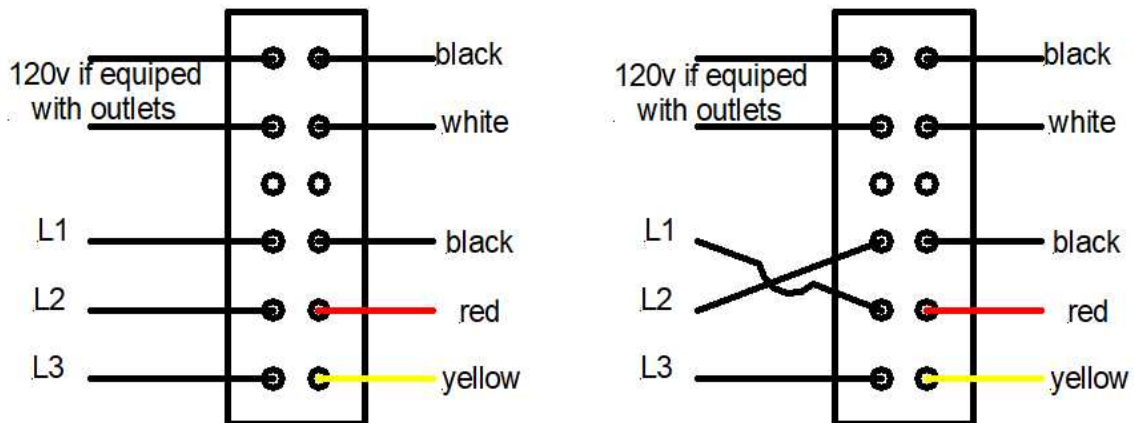 black
120v if equiped
with outlets
white
L1
black
L2
red
L3
yellow
black
120v if equiped
with outlets
white
L1
black
L2
red
L3
yellow